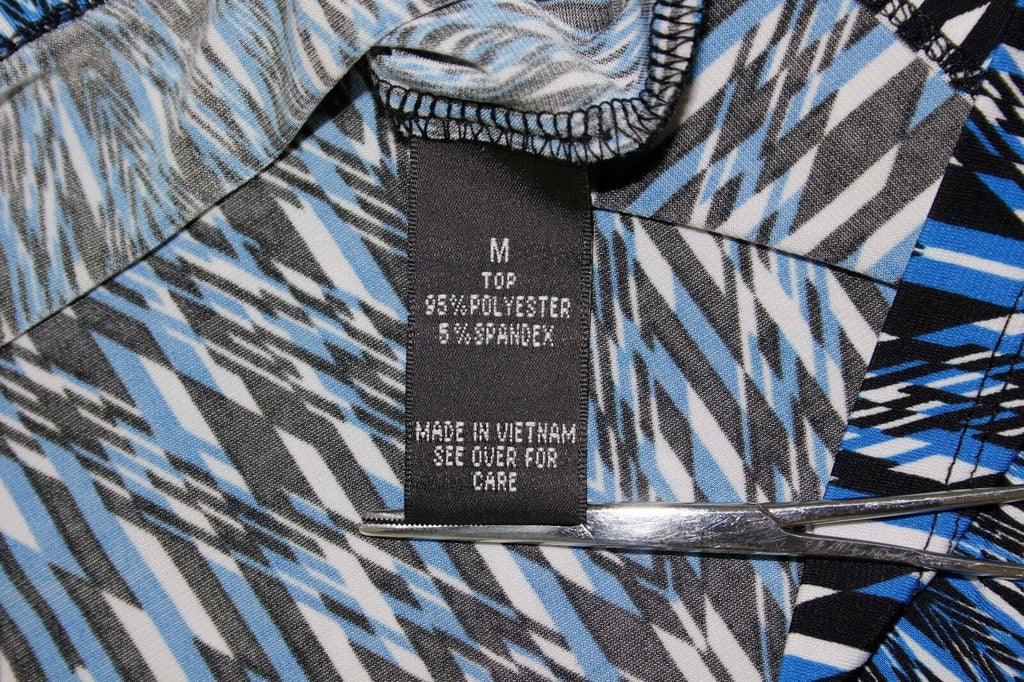 M
TOP
95%POLYESTER
5%SPANDEX
MADE IN VIETNAM
SEE OVER FOR
CARE